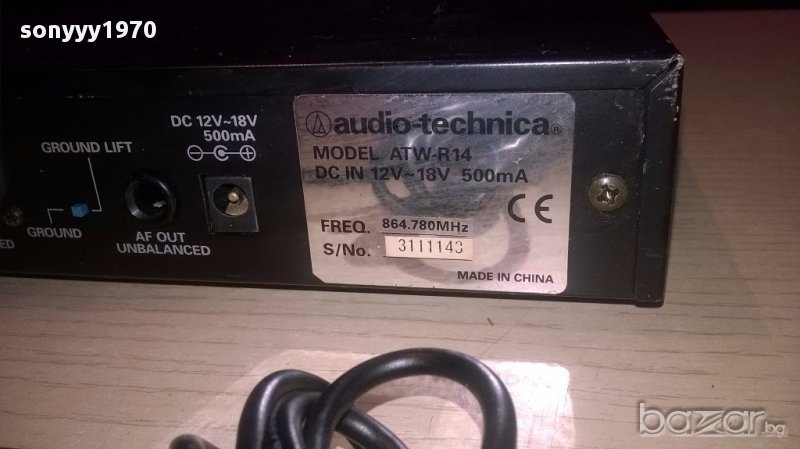 sonyyy1970
DC 12V~18V
500mA
GROUND LIFT
GROUND
AF OUT
UNBALANCED
audio-technica®
MODEL ATW-R14
DC IN 12V~18V 500mA
CE
FREQ. 864.780MHz
S/No. 3111143
MADE IN CHINA
bazar.bg